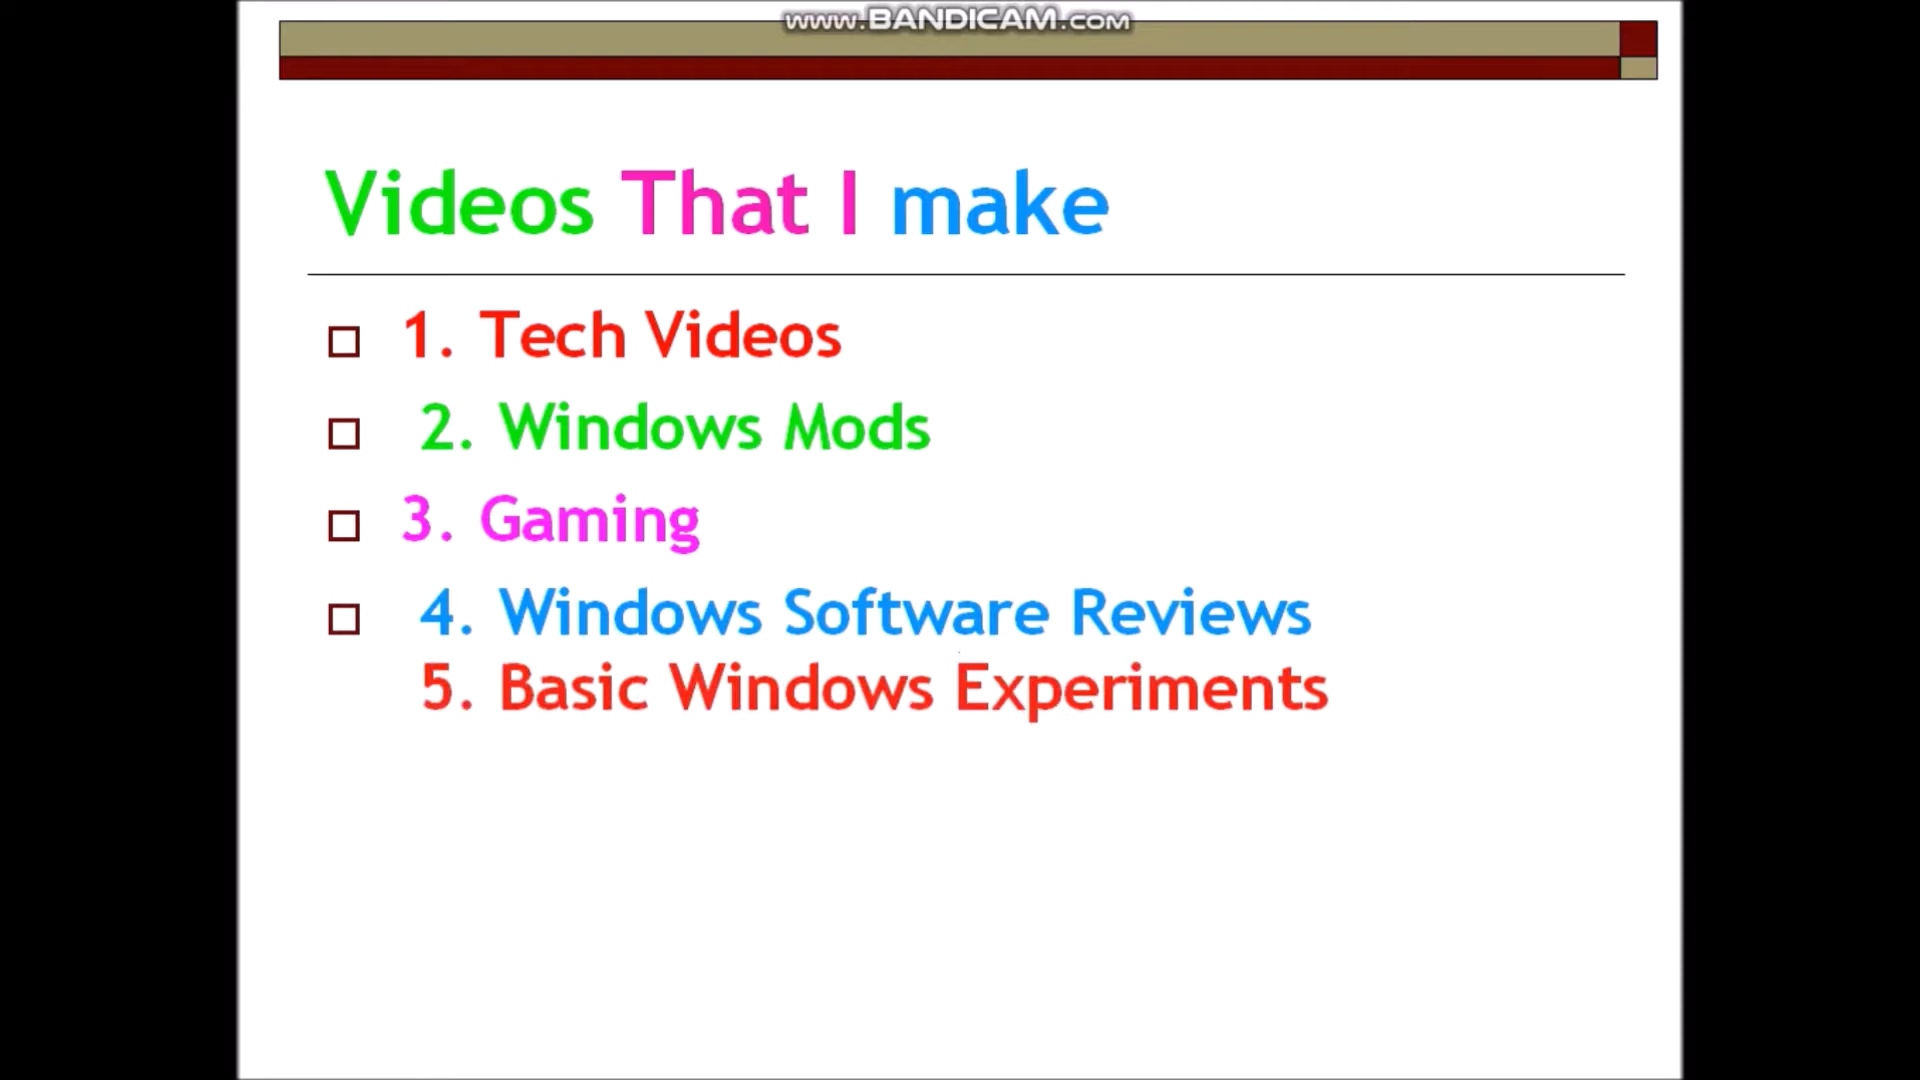 www.BANDICAM.com
Videos That I make
1. Tech Videos
2. Windows Mods
3. Gaming
4. Windows Software Reviews
5. Basic Windows Experiments